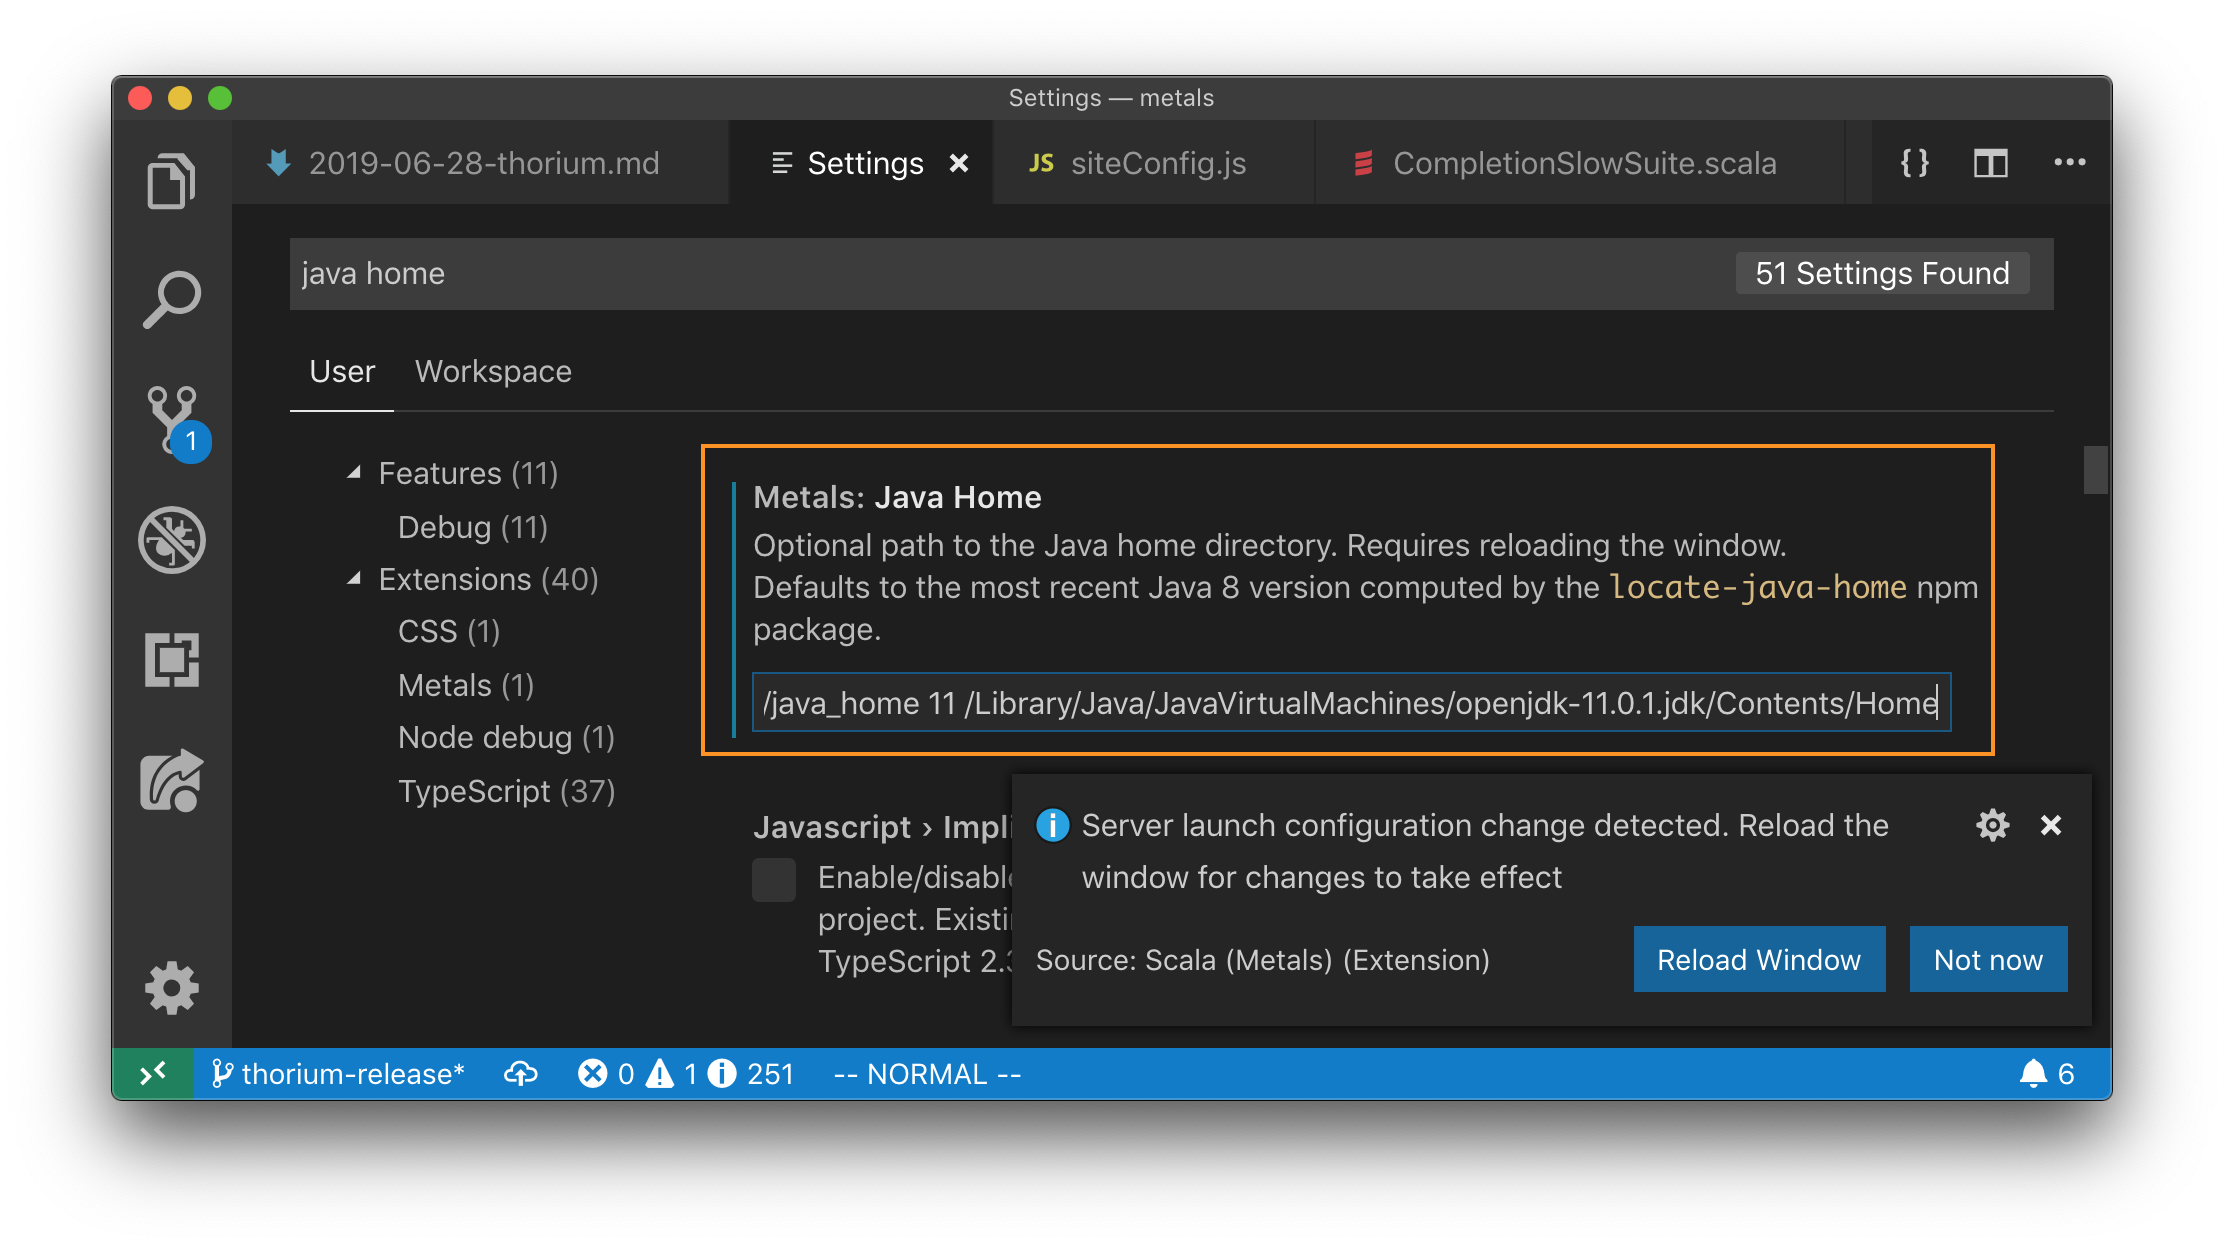 Settings — metals
2019-06-28-thorium.md
Settings
JS siteConfig.js
CompletionSlowSuite.scala
java home
51 Settings Found
User
Workspace
1
Features (11)
Debug (11)
Extensions (40)
CSS (1)
Metals (1)
Node debug (1)
TypeScript (37)
Metals: Java Home
Optional path to the Java home directory. Requires reloading the window.
Defaults to the most recent Java 8 version computed by the locate-java-home npm
package.
/java_home 11 /Library/Java/JavaVirtualMachines/openjdk-11.0.1.jdk/Contents/Home
Javascript › Impli
Enable/disable
project. Existi
TypeScript 2.3
Server launch configuration change detected. Reload the
window for changes to take effect
Source: Scala (Metals) (Extension)
Reload Window
Not now
thorium-release*
0
1
251
-- NORMAL --
6